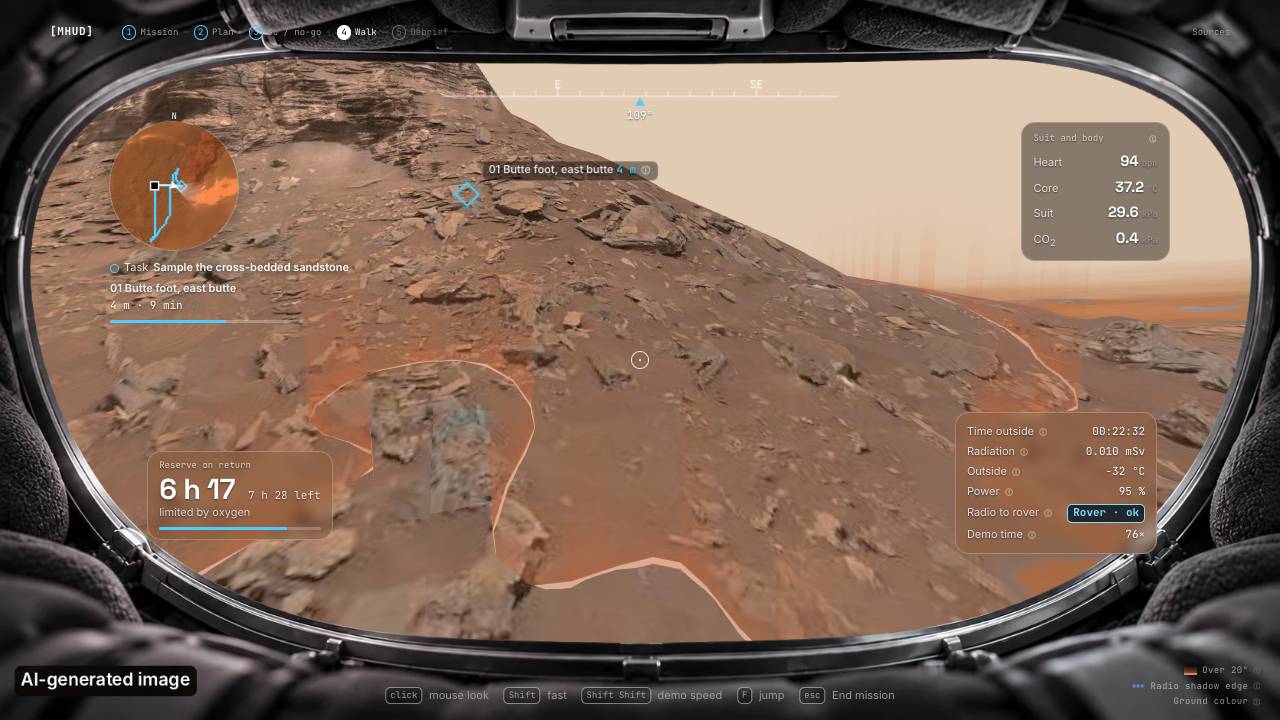 [MHUD] 1 Mission 2 Plan 3 / no-go 4 Walk 5 Debrief Sources
E SE
109°
N
01 Butte foot, east butte 4 m
Task Sample the cross-bedded sandstone
01 Butte foot, east butte
4 m · 9 min
Suit and body
Heart 94 bpm
Core 37.2 °C
Suit 29.6 kPa
CO2 0.4 kPa
Reserve on return
6 h 17 7 h 28 left
limited by oxygen
Time outside 00:22:32
Radiation 0.010 mSv
Outside -32 °C
Power 95 %
Radio to rover Rover · ok
Demo time 76×
AI-generated image
click mouse look Shift fast Shift Shift demo speed F jump esc End mission
Over 20°
Radio shadow edge
Ground colour